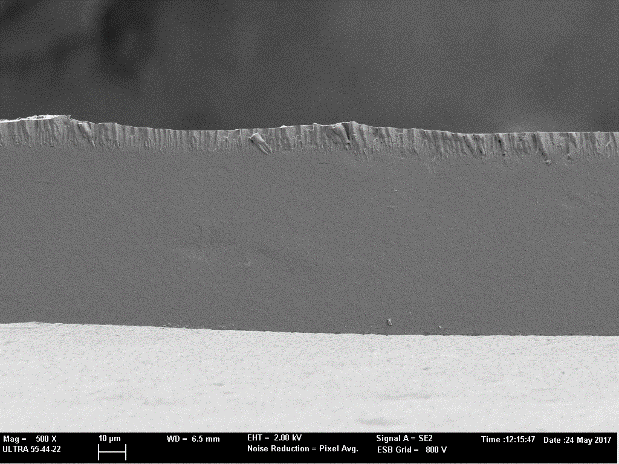 Mag = 500 X
ULTRA 55-44-22
10 µm
WD = 6.5 mm
EHT = 2.00 kV
Noise Reduction = Pixel Avg.
Signal A = SE2
ESB Grid = 800 V
Time :12:15:47
Date :24 May 2017